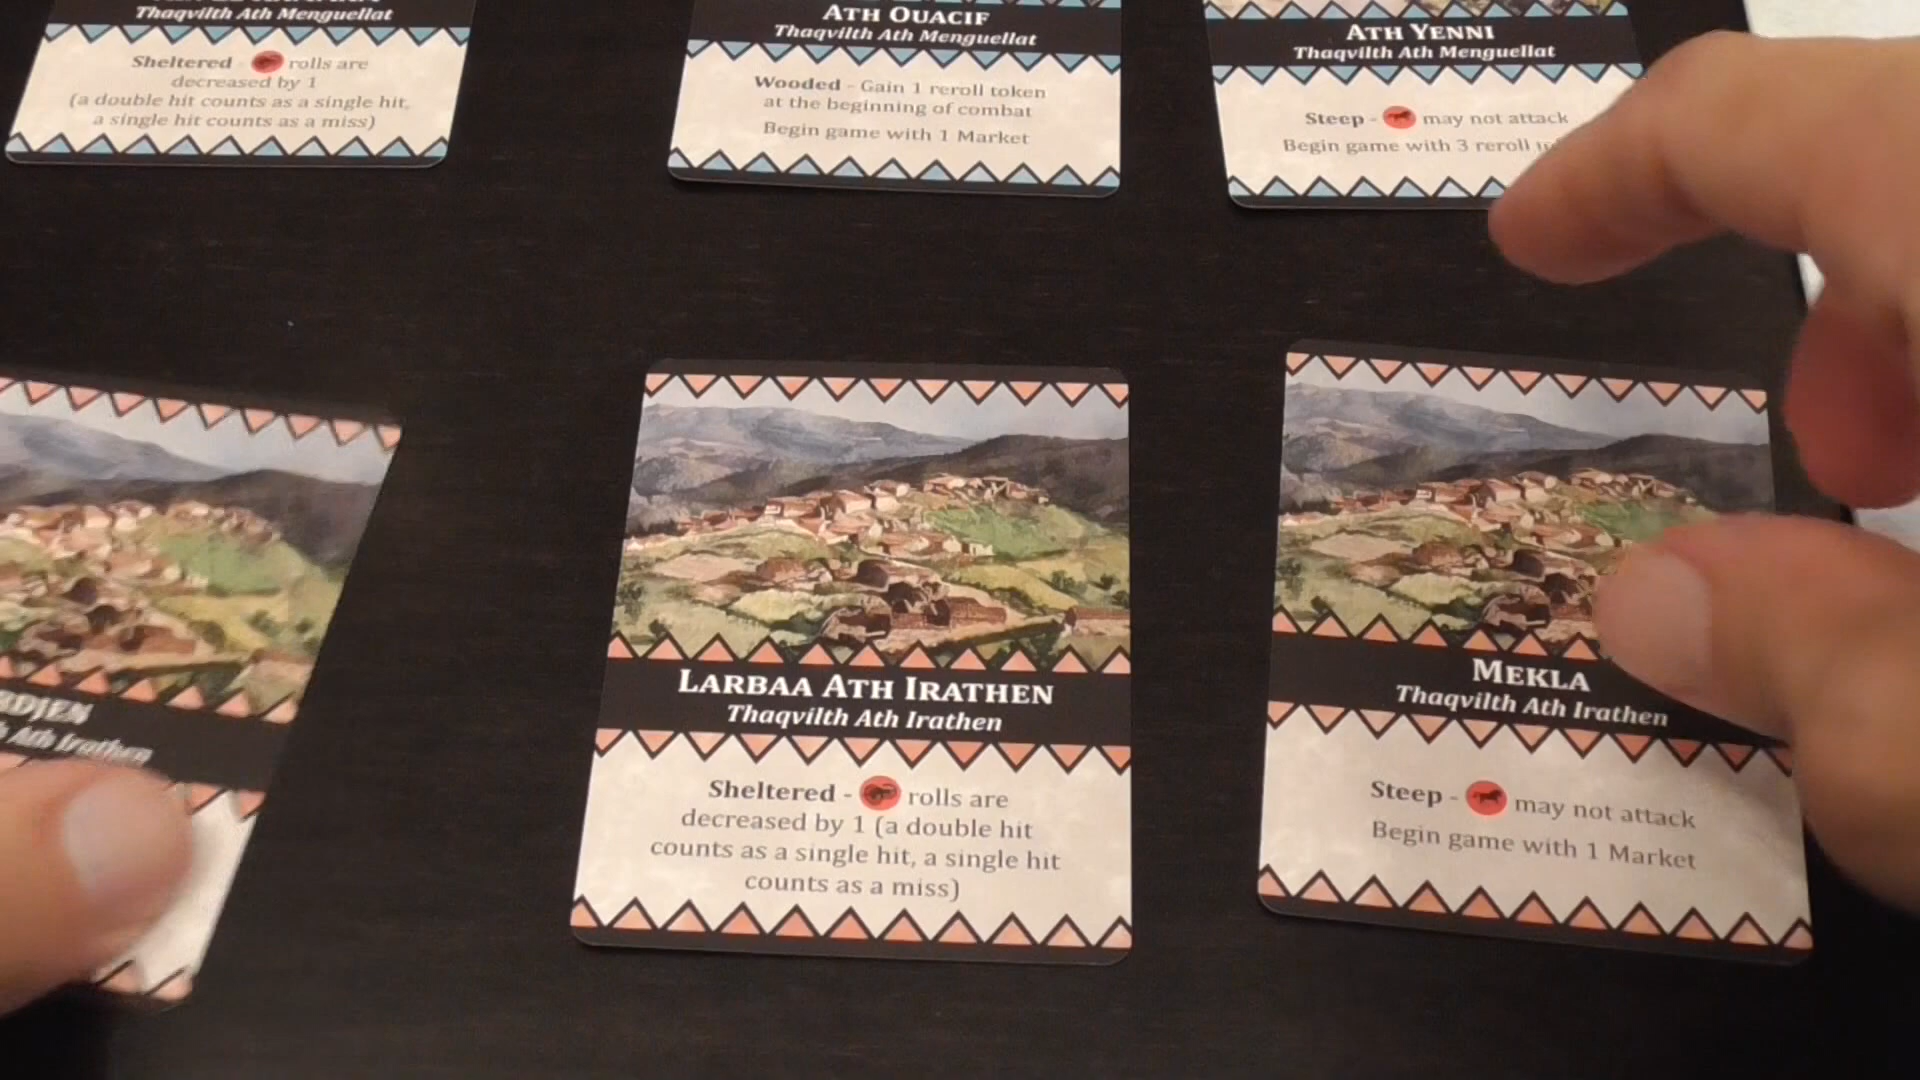 Thaqvilth Ath Menguellat
Sheltered - rolls are
decreased by 1
(a double hit counts as a single hit,
a single hit counts as a miss)
ATH OUACIF
Thaqvilth Ath Menguellat
Wooded - Gain 1 reroll token
at the beginning of combat
Begin game with 1 Market
ATH YENNI
Thaqvilth Ath Menguellat
Steep - may not attack
Begin game with 3 reroll
Ath Irathen
LARBAA ATH IRATHEN
Thaqvilth Ath Irathen
Sheltered - rolls are
decreased by 1 (a double hit
counts as a single hit, a single hit
counts as a miss)
MEKLA
Thaqvilth Ath Irathen
Steep - may not attack
Begin game with 1 Market